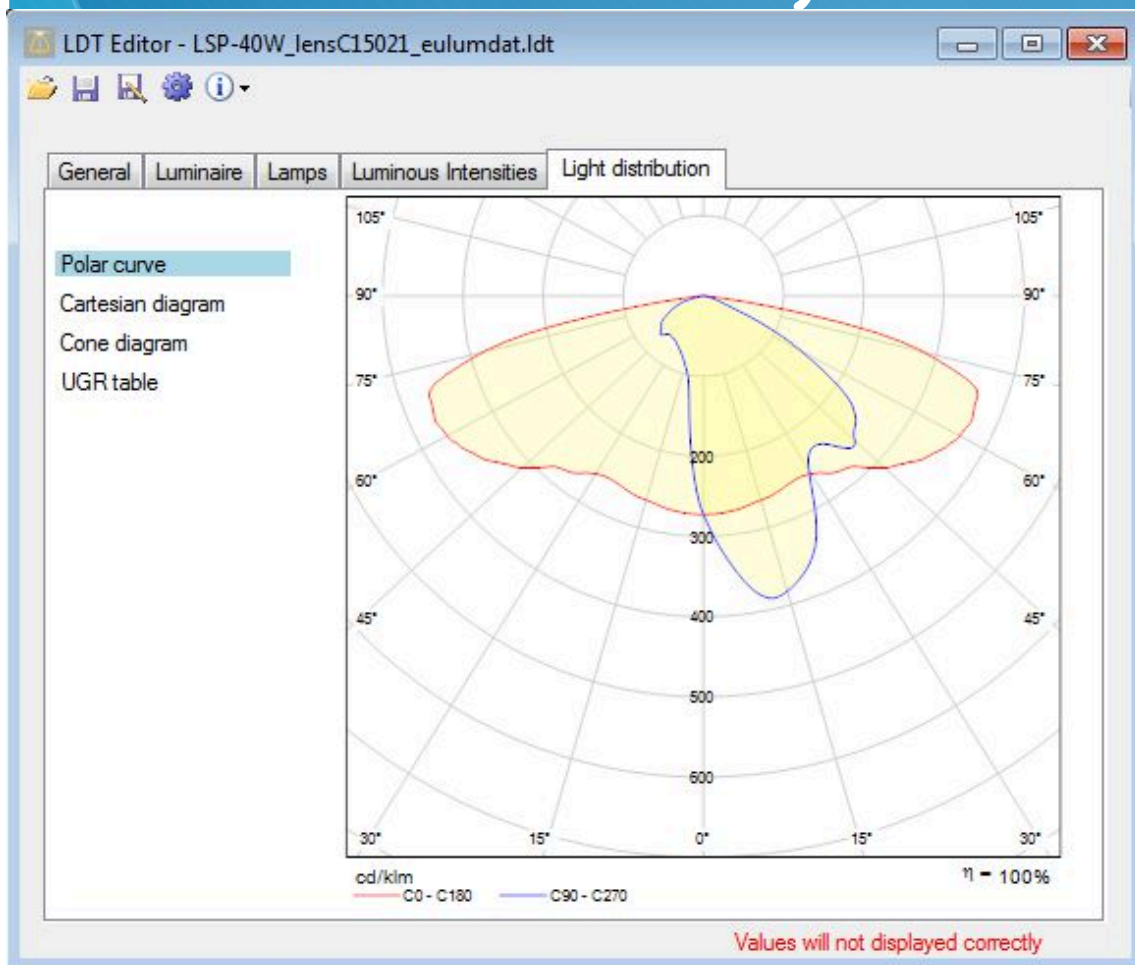 LDT Editor - LSP-40W_lensC15021_eulumdat.ldt
General Luminaire Lamps Luminous Intensities Light distribution
Polar curve
Cartesian diagram
Cone diagram
UGR table
105° 105°
90° 90°
75° 75°
200
60° 60°
300
400
45° 45°
500
600
30° 15° 0° 15° 30°
cd/klm η = 100%
C0 - C180 C90 - C270
Values will not displayed correctly